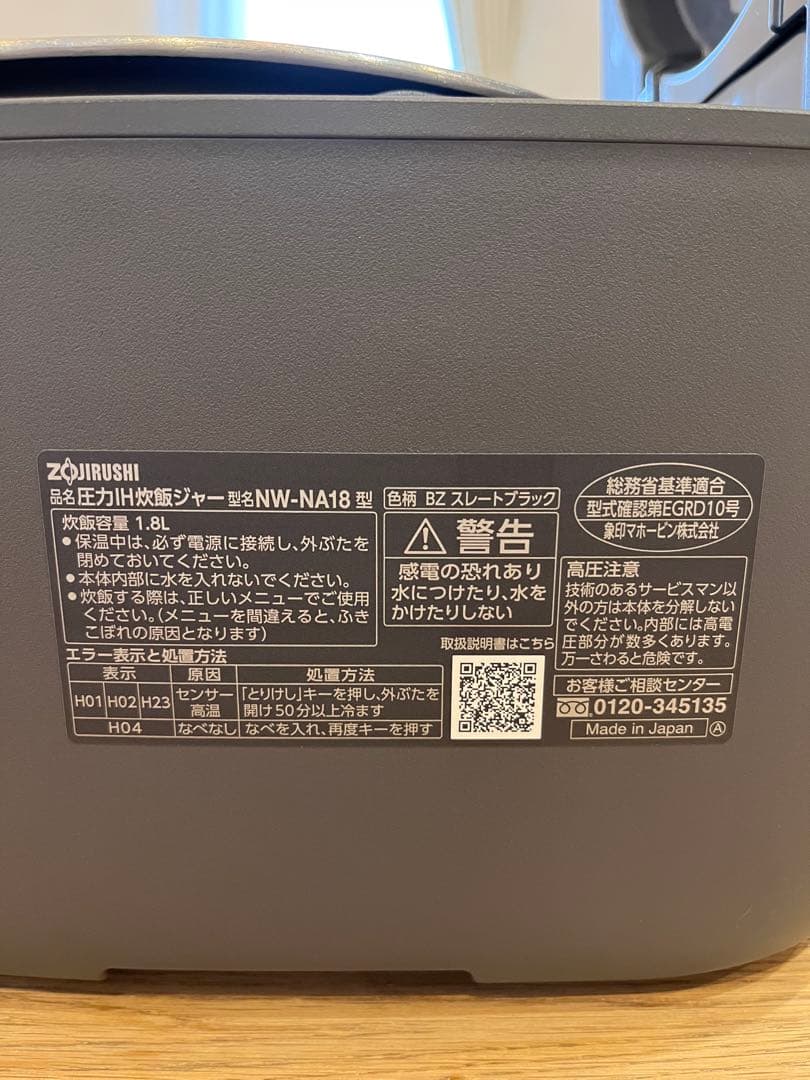 ZOJIRUSHI
品名 圧力IH炊飯ジャー 型名 NW-NA18 型
色柄 BZ スレートブラック
炊飯容量 1.8L
●保温中は、必ず電源に接続し、外ぶたを
閉めておいてください。
●本体内部に水を入れないでください。
●炊飯する際は、正しいメニューでご使用
ください。(メニューを間違えると、ふき
こぼれの原因となります)
エラー表示と処置方法
表示 原因 処置方法
H01 H02 H23 センサー高温 「とりけし」キーを押し、外ぶたを
開け50分以上冷ます
H04 なべなし なべを入れ、再度キーを押す
警告
感電の恐れあり
水につけたり、水を
かけたりしない
取扱説明書はこちら
総務省基準適合
型式確認第EGRD10号
象印マホービン株式会社
高圧注意
技術のあるサービスマン以
外の方は本体を分解しない
でください。内部には高電
圧部分が数多くあります。
万一さわると危険です。
お客様ご相談センター
0120-345135
Made in Japan
A